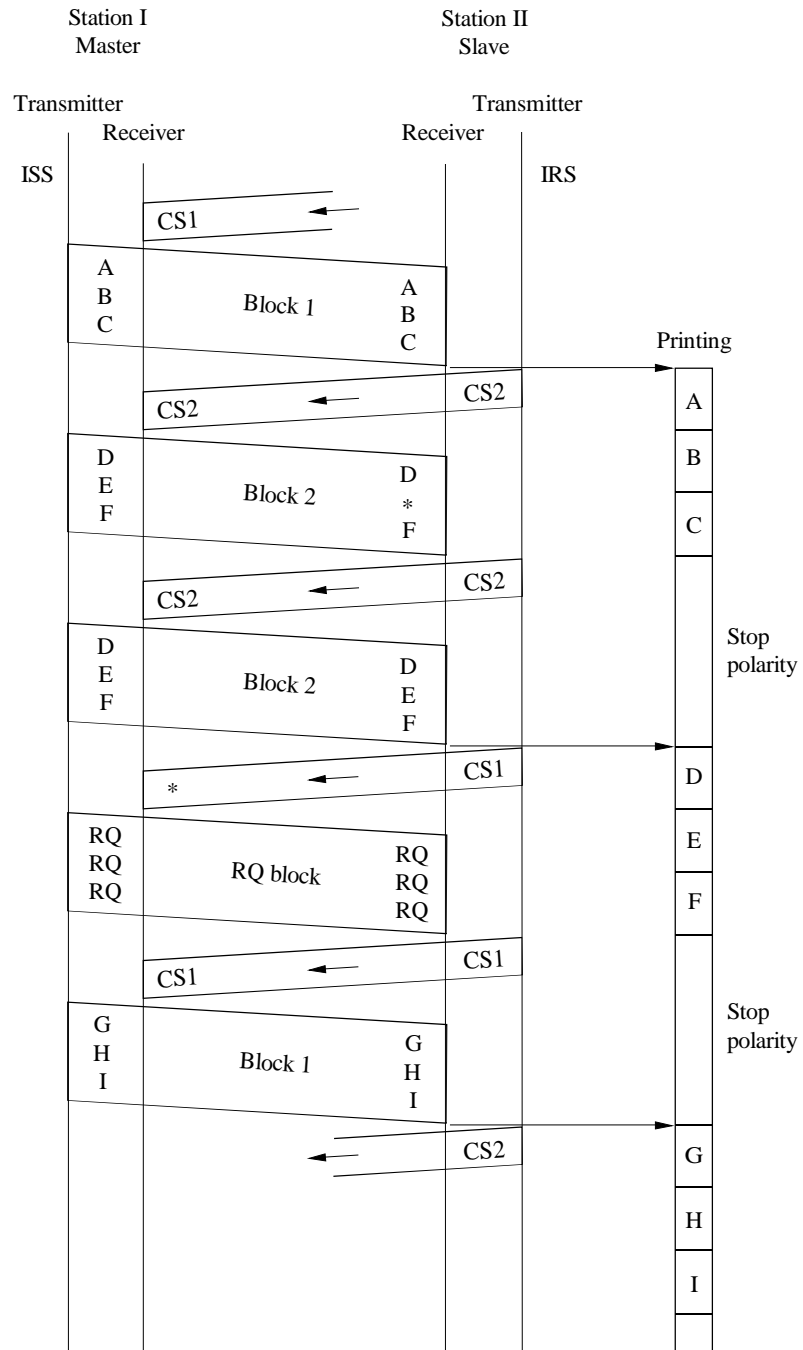 Station I
Master
Station II
Slave
Transmitter
Receiver
Receiver
Transmitter
ISS
IRS
CS1
A
B
C
Block 1
A
B
C
Printing
A
CS2
CS2
B
D
E
F
Block 2
D
*
F
C
CS2
CS2
Stop
polarity
D
E
F
Block 2
D
E
F
*
CS1
D
RQ
RQ
RQ
RQ block
RQ
RQ
RQ
E
F
CS1
CS1
Stop
polarity
G
H
I
Block 1
G
H
I
CS2
G
H
I